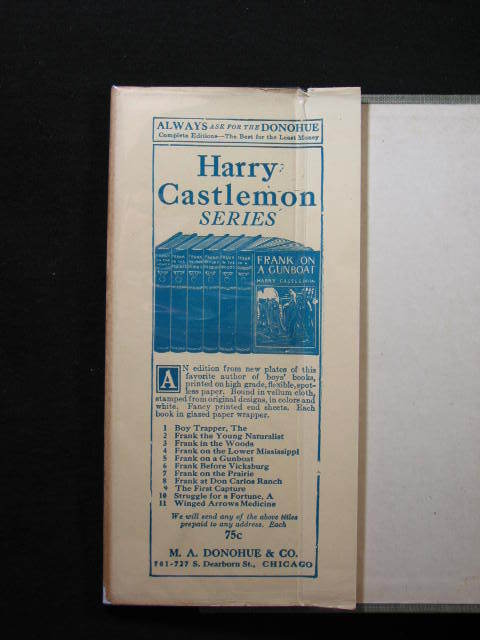 ALWAYS ASK FOR THE DONOHUE
Complete Editions—The Best for the Least Money
Harry
Castlemon
SERIES
FRANK ON
A GUNBOAT
HARRY CASTLEMON
AN edition from new plates of this
favorite author of boys' books,
printed on high grade, flexible, spot-
less paper. Bound in vellum cloth,
stamped from original designs, in colors and
white. Fancy printed end sheets. Each
book in glazed paper wrapper.
1 Boy Trapper, The
2 Frank the Young Naturalist
3 Frank in the Woods
4 Frank on the Lower Mississippi
5 Frank on a Gunboat
6 Frank Before Vicksburg
7 Frank on the Prairie
8 Frank at Don Carlos Ranch
9 The First Capture
10 Struggle for a Fortune, A
11 Winged Arrows Medicine
We will send any of the above titles
prepaid to any address. Each
75c
M. A. DONOHUE & CO.
701-727 S. Dearborn St., CHICAGO